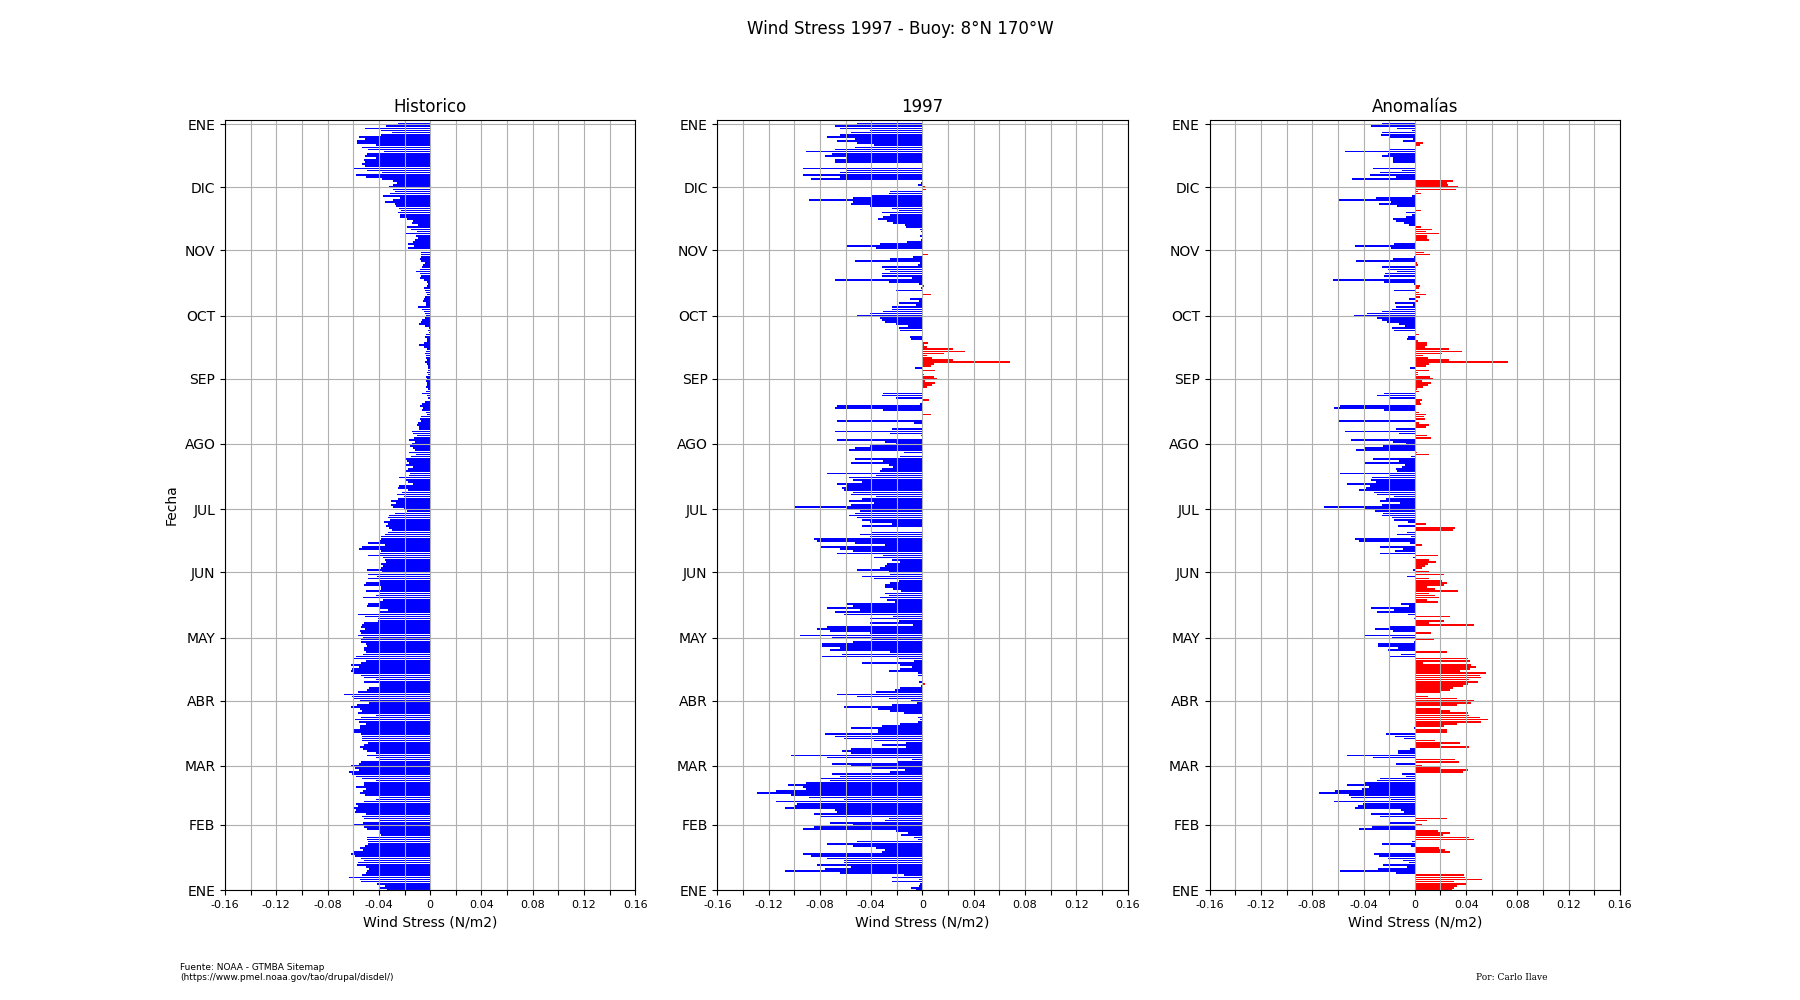 Wind Stress 1997 - Buoy: 8°N 170°W
Historico
1997
Anomalías
Fecha
ENE
DIC
NOV
OCT
SEP
AGO
JUL
JUN
MAY
ABR
MAR
FEB
ENE
-0.16 -0.12 -0.08 -0.04 0 0.04 0.08 0.12 0.16
Wind Stress (N/m2)
ENE
DIC
NOV
OCT
SEP
AGO
JUL
JUN
MAY
ABR
MAR
FEB
ENE
-0.16 -0.12 -0.08 -0.04 0 0.04 0.08 0.12 0.16
Wind Stress (N/m2)
ENE
DIC
NOV
OCT
SEP
AGO
JUL
JUN
MAY
ABR
MAR
FEB
ENE
-0.16 -0.12 -0.08 -0.04 0 0.04 0.08 0.12 0.16
Wind Stress (N/m2)
Fuente: NOAA - GTMBA Sitemap
(https://www.pmel.noaa.gov/tao/drupal/disdel/)
Por: Carlo Ilave